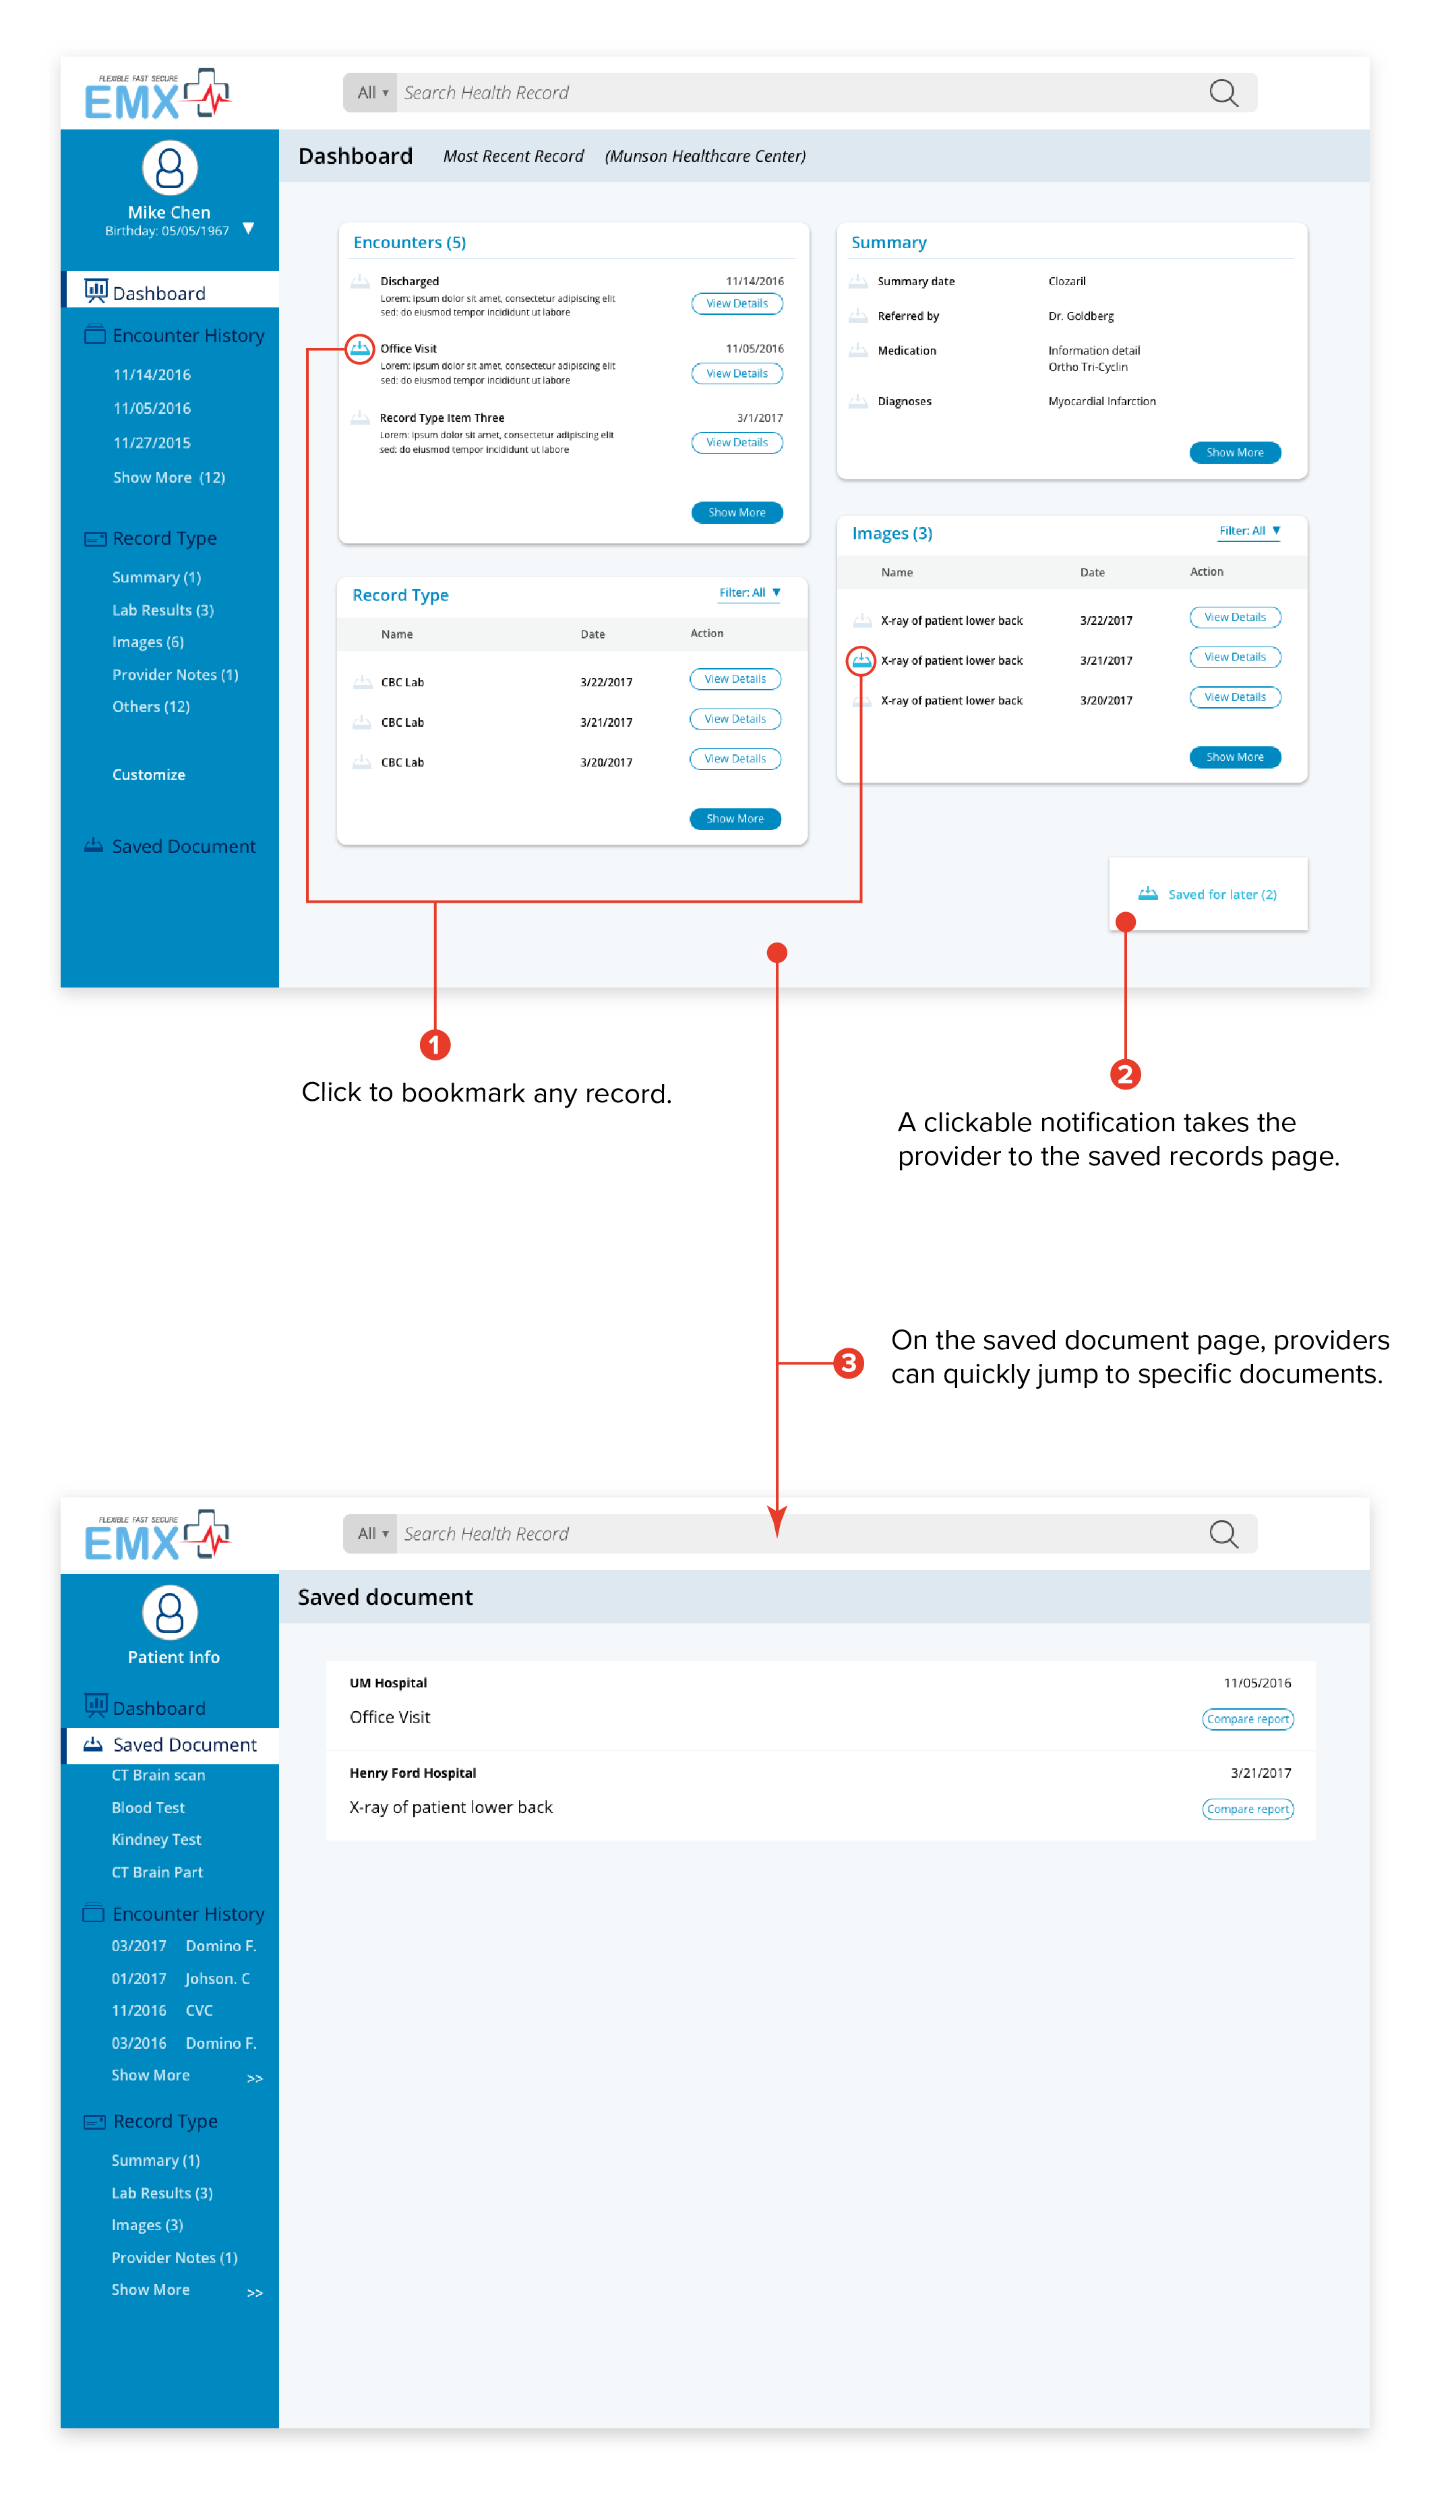 FLEXIBLE FAST SECURE
EMX
All ▾ Search Health Record
Mike Chen
Birthday: 05/05/1967 ▼
Dashboard
Encounter History
11/14/2016
11/05/2016
11/27/2015
Show More (12)
Record Type
Summary (1)
Lab Results (3)
Images (6)
Provider Notes (1)
Others (12)
Customize
Saved Document
Dashboard Most Recent Record (Munson Healthcare Center)
Encounters (5)
Discharged 11/14/2016
Lorem: ipsum dolor sit amet, consectetur adipiscing elit
sed: do eiusmod tempor incididunt ut labore
View Details
Office Visit 11/05/2016
Lorem: ipsum dolor sit amet, consectetur adipiscing elit
sed: do eiusmod tempor incididunt ut labore
View Details
Record Type Item Three 3/1/2017
Lorem: ipsum dolor sit amet, consectetur adipiscing elit
sed: do eiusmod tempor incididunt ut labore
View Details
Show More
Record Type Filter: All ▼
Name Date Action
CBC Lab 3/22/2017 View Details
CBC Lab 3/21/2017 View Details
CBC Lab 3/20/2017 View Details
Show More
Summary
Summary date Clozaril
Referred by Dr. Goldberg
Medication Information detail
Ortho Tri-Cyclin
Diagnoses Myocardial Infarction
Show More
Images (3) Filter: All ▼
Name Date Action
X-ray of patient lower back 3/22/2017 View Details
X-ray of patient lower back 3/21/2017 View Details
X-ray of patient lower back 3/20/2017 View Details
Show More
Saved for later (2)
1
Click to bookmark any record.
2
A clickable notification takes the
provider to the saved records page.
3
On the saved document page, providers
can quickly jump to specific documents.
FLEXIBLE FAST SECURE
EMX
All ▾ Search Health Record
Patient Info
Dashboard
Saved Document
CT Brain scan
Blood Test
Kindney Test
CT Brain Part
Encounter History
03/2017 Domino F.
01/2017 Johson. C
11/2016 CVC
03/2016 Domino F.
Show More >>
Record Type
Summary (1)
Lab Results (3)
Images (3)
Provider Notes (1)
Show More >>
Saved document
UM Hospital 11/05/2016
Office Visit Compare report
Henry Ford Hospital 3/21/2017
X-ray of patient lower back Compare report